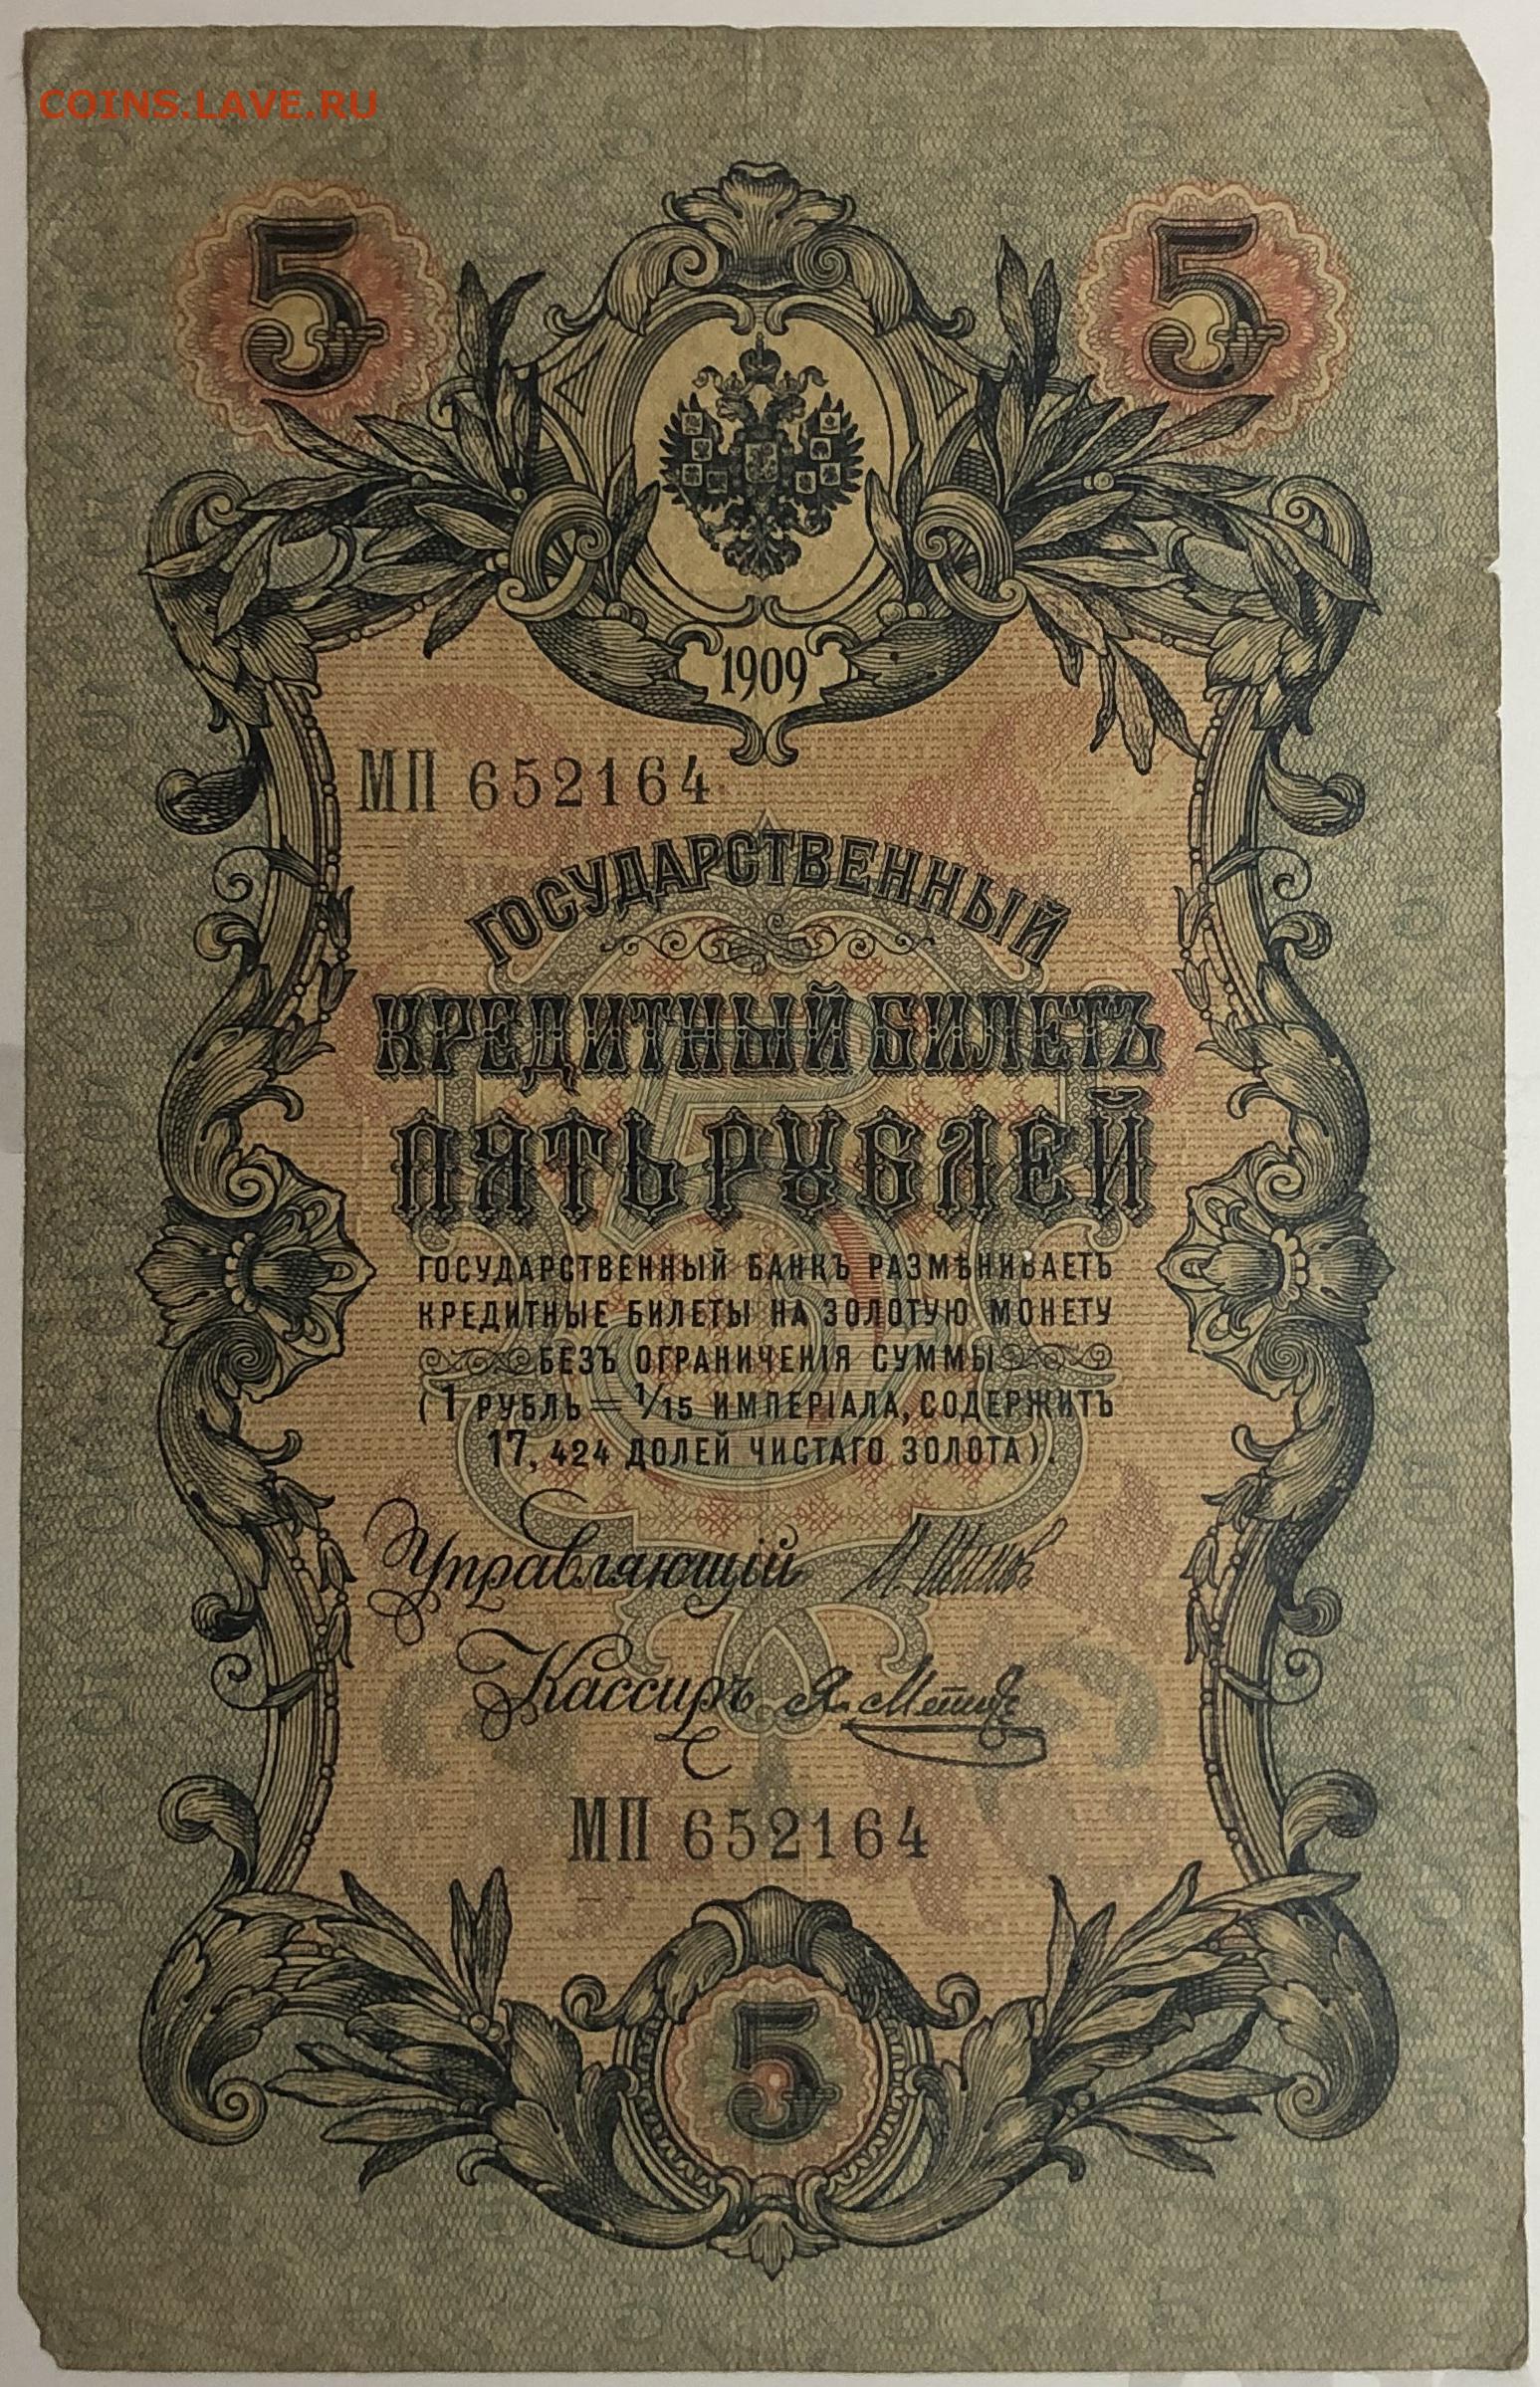 COINS.LAVE.RU
5 5
1909
МП 652164
ГОСУДАРСТВЕННЫЙ
КРЕДИТНЫЙ БИЛЕТЪ
ПЯТЬ РУБЛЕЙ
ГОСУДАРСТВЕННЫЙ БАНКЪ РАЗМѢНИВАЕТЪ
КРЕДИТНЫЕ БИЛЕТЫ НА ЗОЛОТУЮ МОНЕТУ
БЕЗЪ ОГРАНИЧЕНІЯ СУММЫ
(1 РУБЛЬ = 1/15 ИМПЕРІАЛА, СОДЕРЖИТЪ
17,424 ДОЛЕЙ ЧИСТАГО ЗОЛОТА).
Управляющій
Кассиръ
МП 652164
5